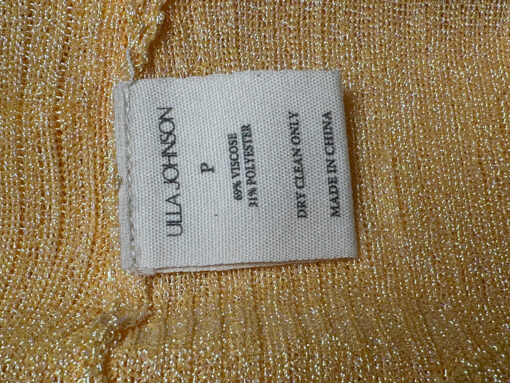 ULLA JOHNSON
P
69% VISCOSE
31% POLYESTER
DRY CLEAN ONLY
MADE IN CHINA